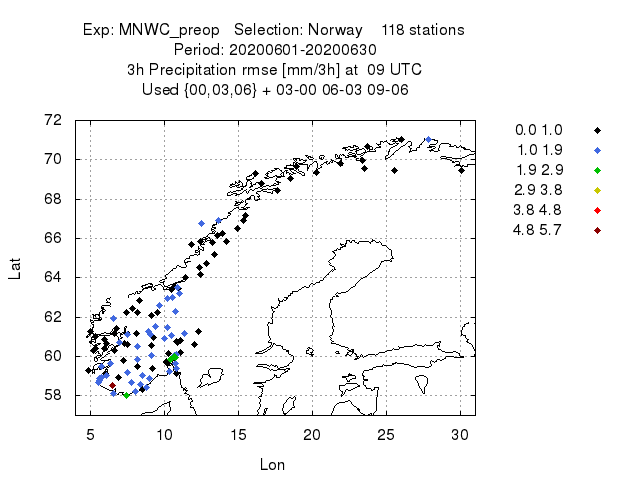 Exp: MNWC_preop   Selection: Norway    118 stations
Period: 20200601-20200630
3h Precipitation rmse [mm/3h] at  09 UTC
Used {00,03,06} + 03-00 06-03 09-06
72
70
68
66
64
62
60
58
Lat
5 10 15 20 25 30
Lon
0.0 1.0
1.0 1.9
1.9 2.9
2.9 3.8
3.8 4.8
4.8 5.7